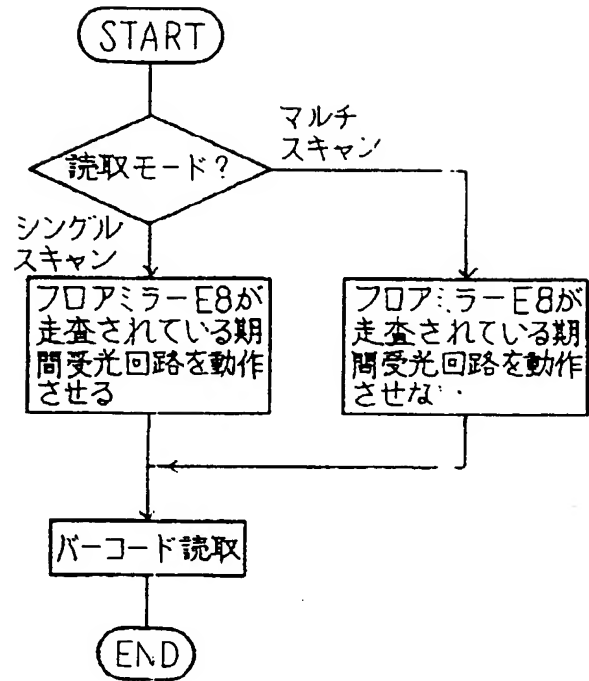 START
マルチ
スキャン
読取モード?
シングル
スキャン
フロアミラーE8が
走査されている期
間受光回路を動作
させる
フロアミラーE8が
走査されている期
間受光回路を動作
させな
バーコード読取
END